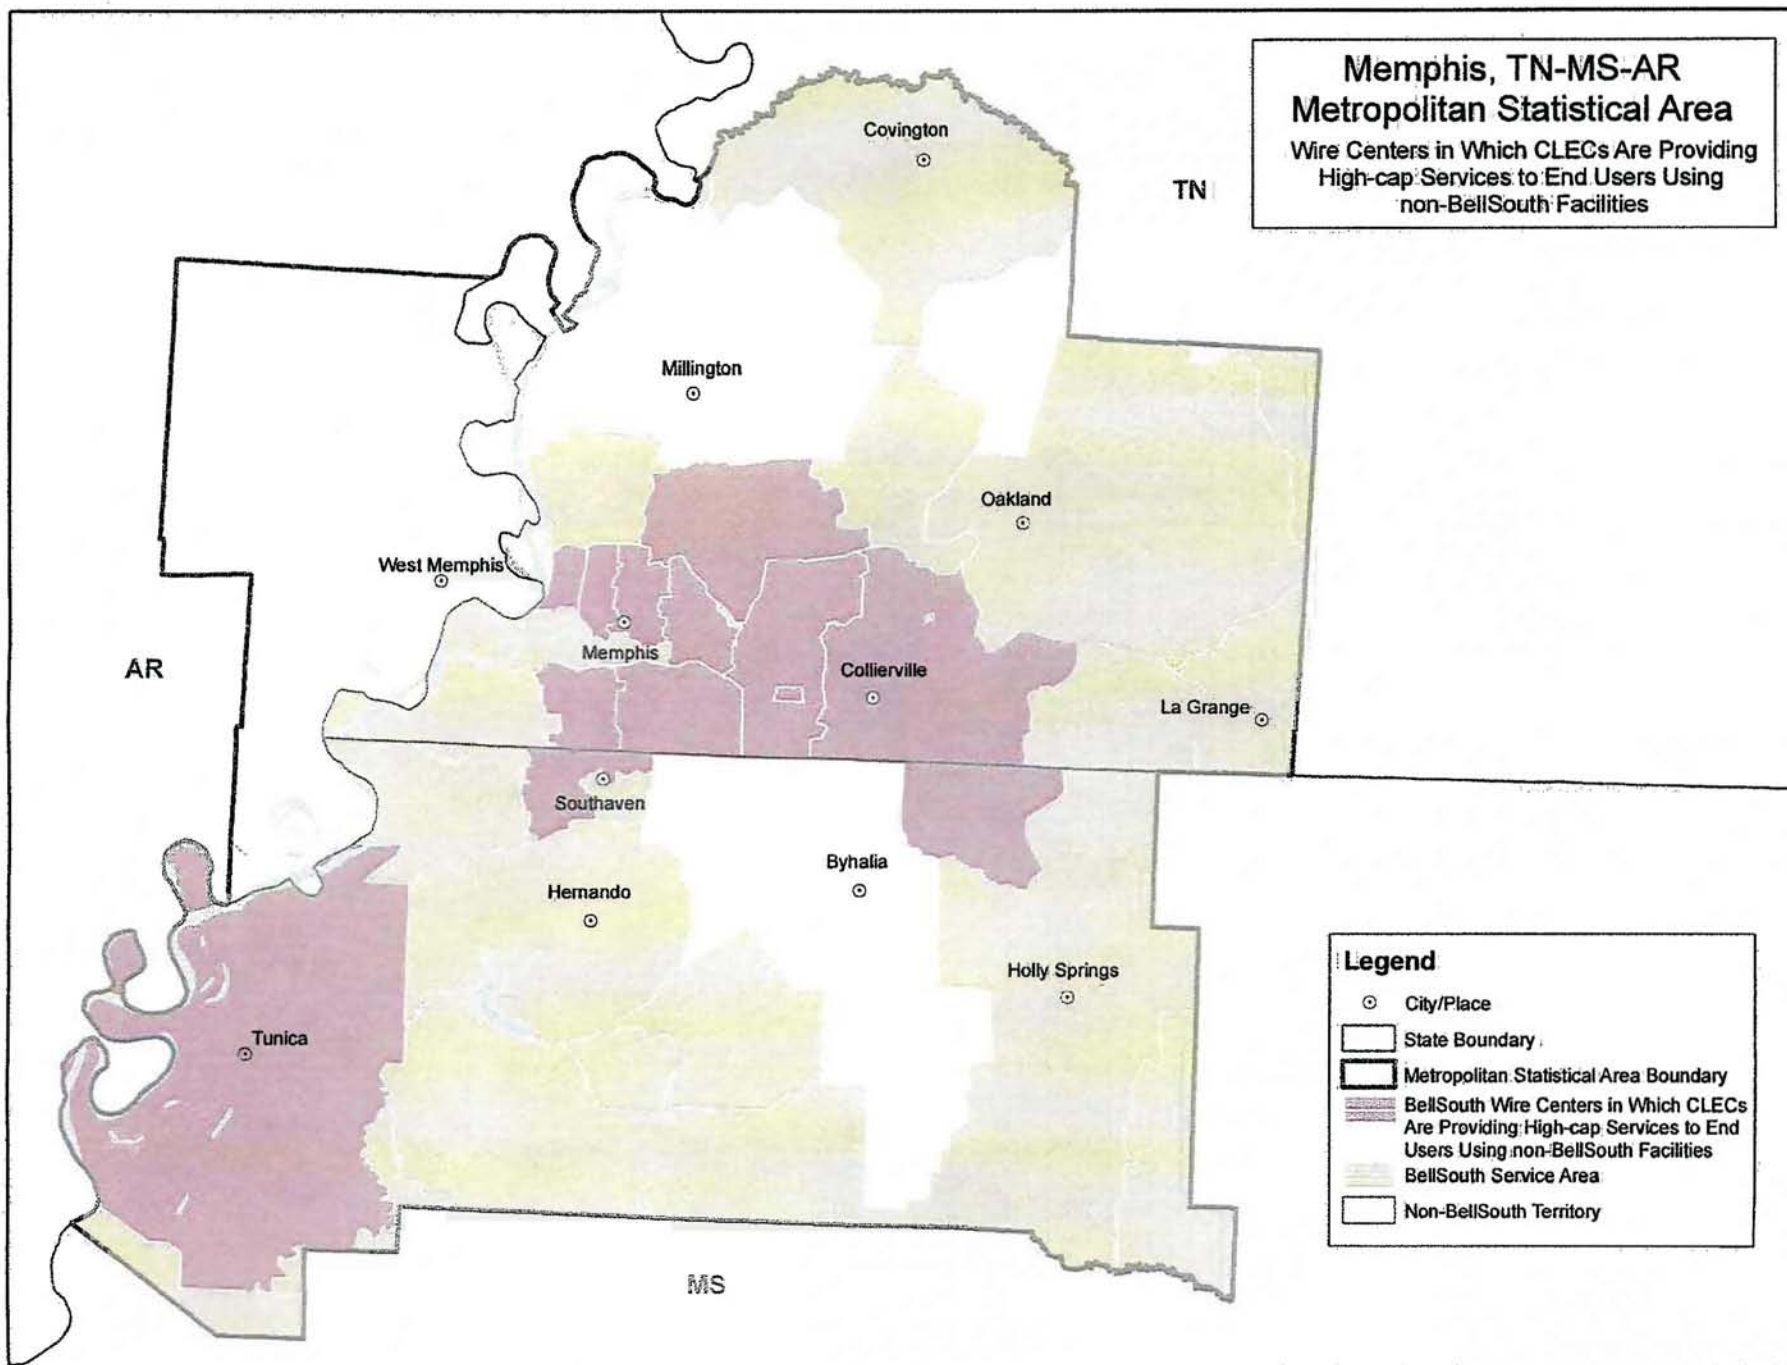 Memphis, TN-MS-AR
Metropolitan Statistical Area
Wire Centers in Which CLECs Are Providing
High-cap Services to End Users Using
non-BellSouth Facilities
Covington
TN
Millington
Oakland
West Memphis
Memphis
AR
Collierville
La Grange
Southaven
Byhalia
Hernando
Holly Springs
Tunica
MS
Legend
City/Place
State Boundary
Metropolitan Statistical Area Boundary
BellSouth Wire Centers in Which CLECs
Are Providing High-cap Services to End
Users Using non-BellSouth Facilities
BellSouth Service Area
Non-BellSouth Territory